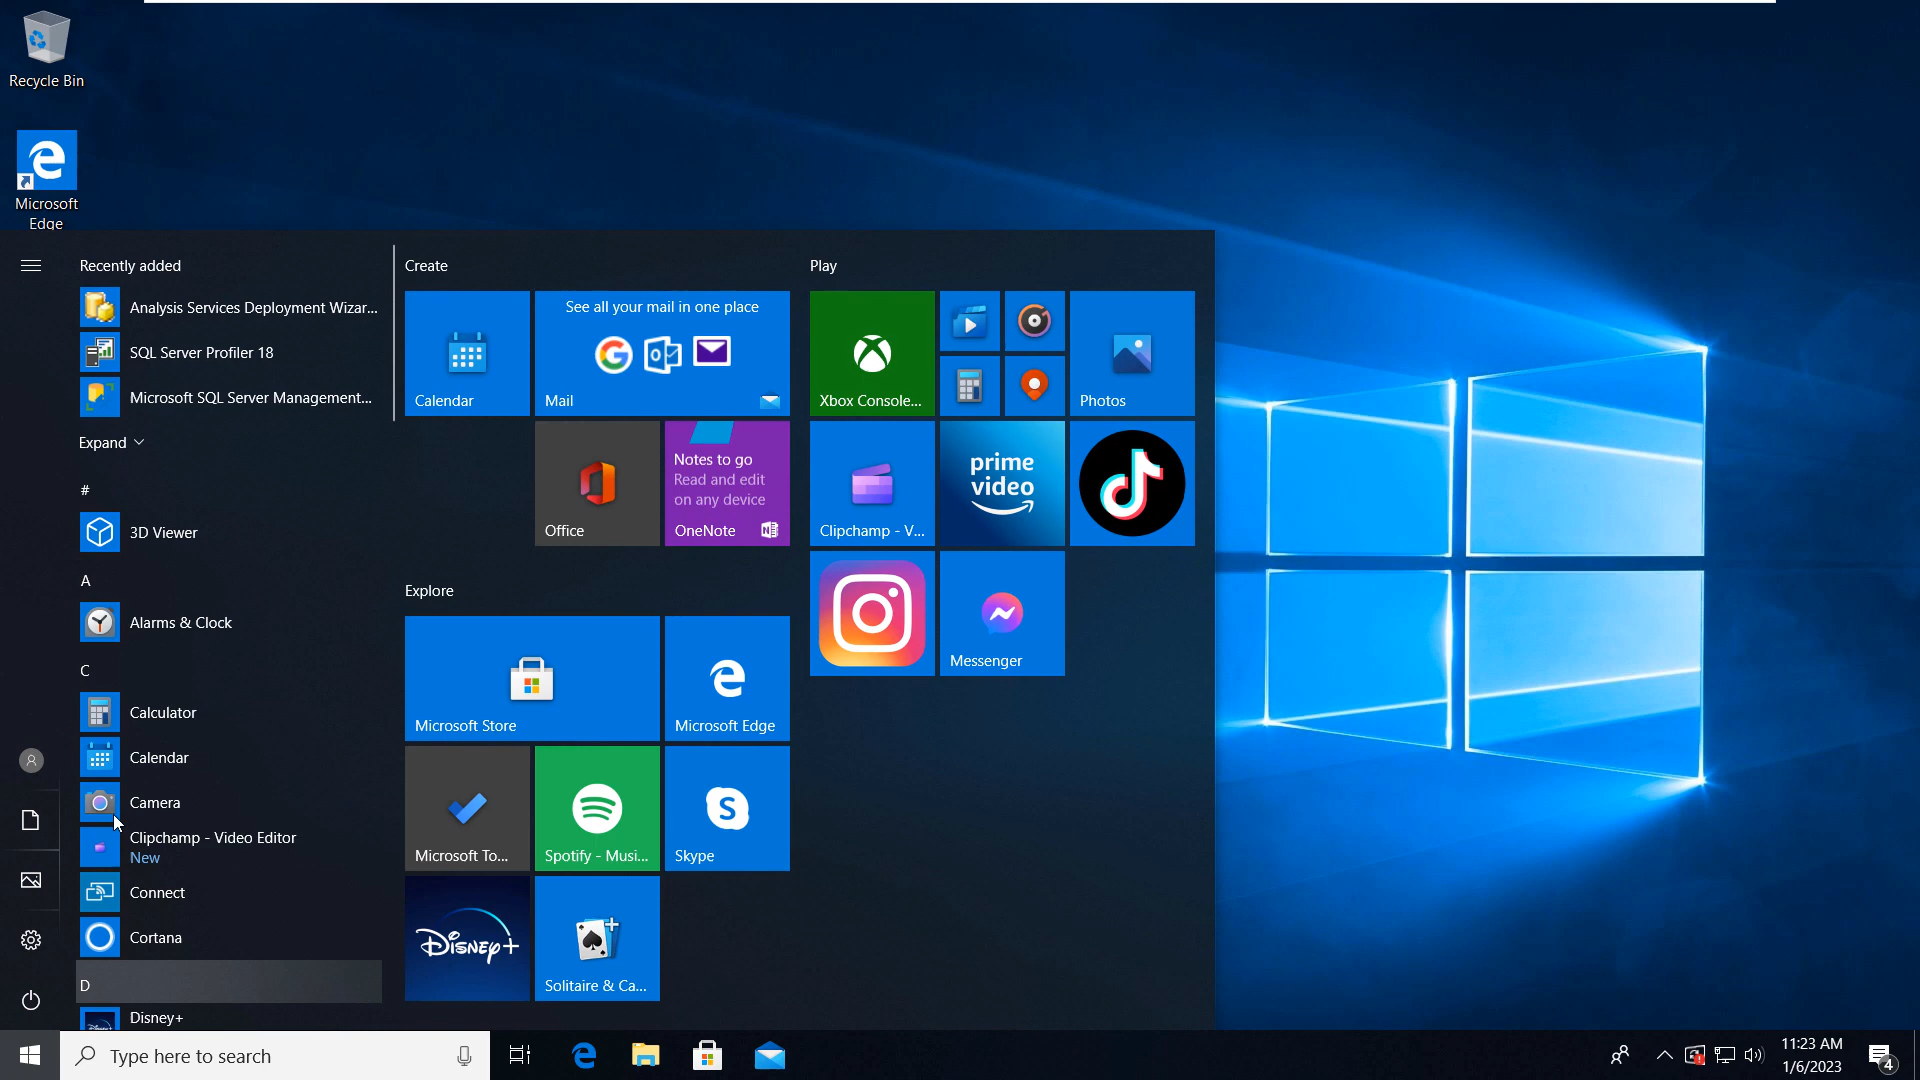 Recycle Bin
Microsoft
Edge
Recently added
Analysis Services Deployment Wizar...
SQL Server Profiler 18
Microsoft SQL Server Management...
Expand
#
3D Viewer
A
Alarms & Clock
C
Calculator
Calendar
Camera
Clipchamp - Video Editor
New
Connect
Cortana
D
Disney+
Create
Calendar
See all your mail in one place
Mail
Office
Notes to go
Read and edit
on any device
OneNote
Explore
Microsoft Store
Microsoft Edge
Microsoft To...
Spotify - Musi...
Skype
Disney+
Solitaire & Ca...
Play
Xbox Console...
Photos
Clipchamp - V...
prime
video
Messenger
Type here to search
11:23 AM
1/6/2023
4